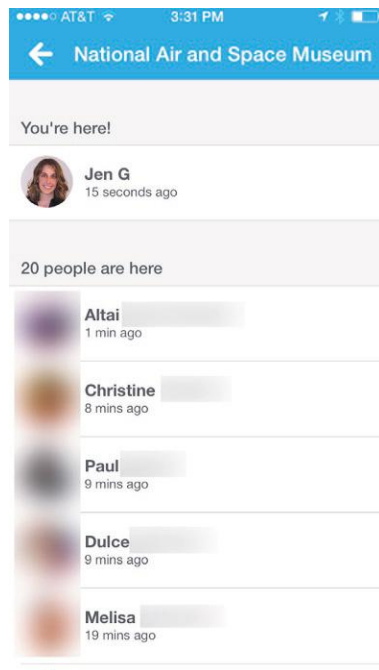 AT&T 3:31 PM
National Air and Space Museum
You're here!
Jen G
15 seconds ago
20 people are here
Altai
1 min ago
Christine
8 mins ago
Paul
9 mins ago
Dulce
9 mins ago
Melisa
19 mins ago